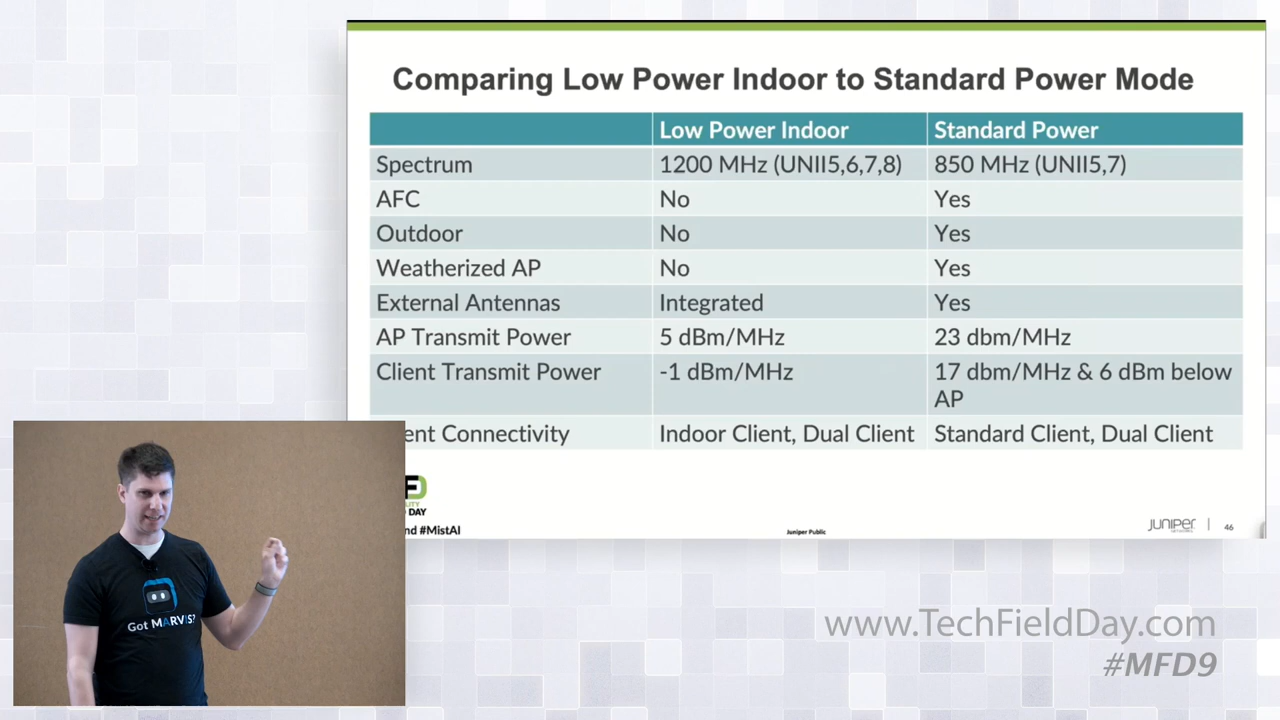 Comparing Low Power Indoor to Standard Power Mode
Low Power Indoor Standard Power
Spectrum 1200 MHz (UNII5,6,7,8) 850 MHz (UNII5,7)
AFC No Yes
Outdoor No Yes
Weatherized AP No Yes
External Antennas Integrated Yes
AP Transmit Power 5 dBm/MHz 23 dbm/MHz
Client Transmit Power -1 dBm/MHz 17 dbm/MHz & 6 dBm below
AP
ent Connectivity Indoor Client, Dual Client Standard Client, Dual Client
FD
LITY
DAY
nd #MistAI
Juniper Public
JUNIPER
NETWORKS
46
Got MARVIS?
www.TechFieldDay.com
#MFD9